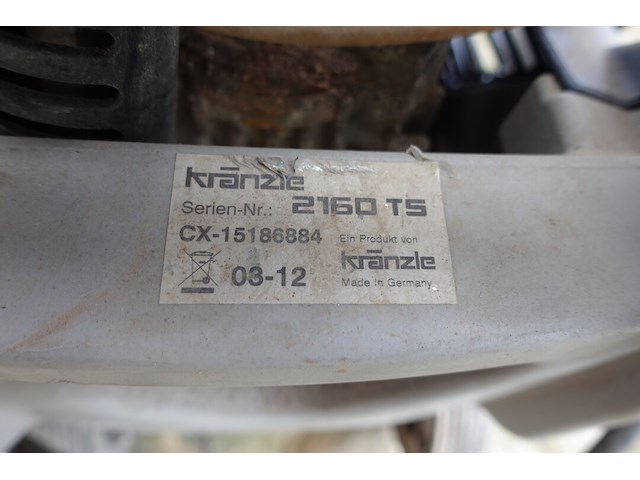 Kränzle
Serien-Nr.: 2160 TS
CX-15186884
Ein Produkt von
Kränzle
03-12
Made in Germany